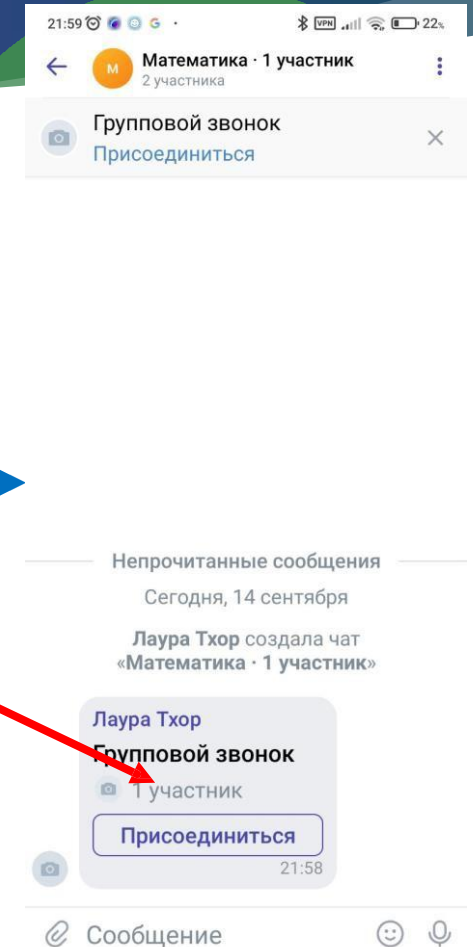 21:59 G · VPN 22%
М Математика · 1 участник
2 участника
Групповой звонок
Присоединиться
Непрочитанные сообщения
Сегодня, 14 сентября
Лаура Тхор создала чат
«Математика · 1 участник»
Лаура Тхор
Групповой звонок
1 участник
Присоединиться
21:58
Сообщение